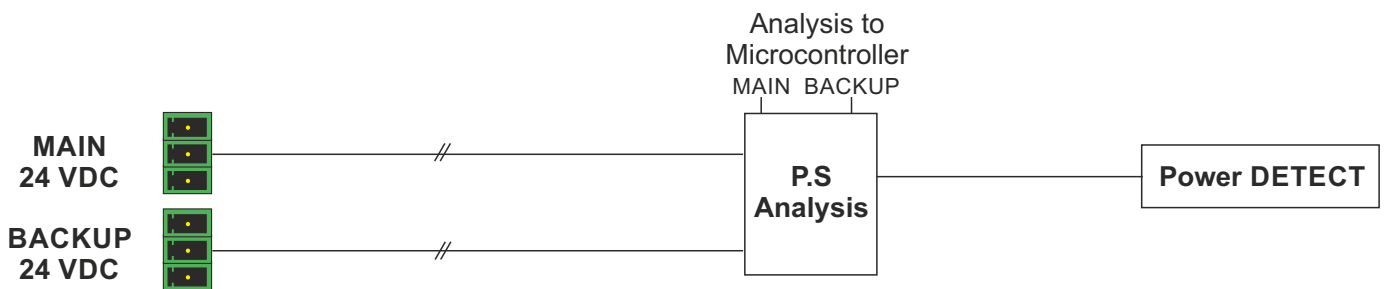 Analysis to
Microcontroller
MAIN BACKUP
MAIN
24 VDC
P.S
Analysis
Power DETECT
BACKUP
24 VDC